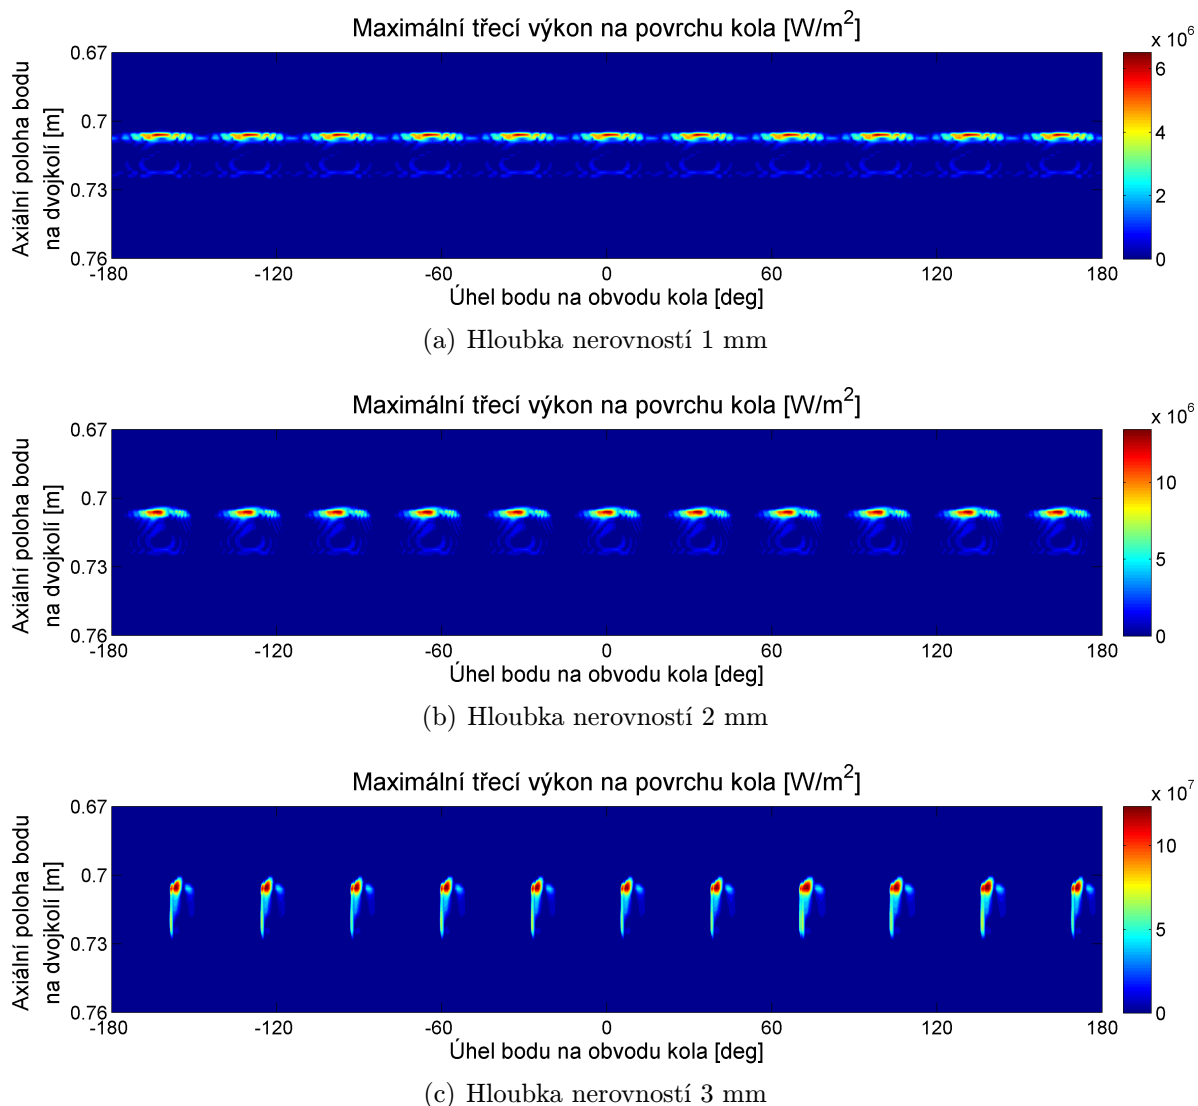 Maximální třecí výkon na povrchu kola [W/m²]
x 10⁶
0.67
0.7
0.73
0.76
Axiální poloha bodu
na dvojkolí [m]
6
4
2
0
-180 -120 -60 0 60 120 180
Úhel bodu na obvodu kola [deg]
(a) Hloubka nerovností 1 mm
Maximální třecí výkon na povrchu kola [W/m²]
x 10⁶
0.67
0.7
0.73
0.76
Axiální poloha bodu
na dvojkolí [m]
10
5
0
-180 -120 -60 0 60 120 180
Úhel bodu na obvodu kola [deg]
(b) Hloubka nerovností 2 mm
Maximální třecí výkon na povrchu kola [W/m²]
x 10⁷
0.67
0.7
0.73
0.76
Axiální poloha bodu
na dvojkolí [m]
10
5
0
-180 -120 -60 0 60 120 180
Úhel bodu na obvodu kola [deg]
(c) Hloubka nerovností 3 mm